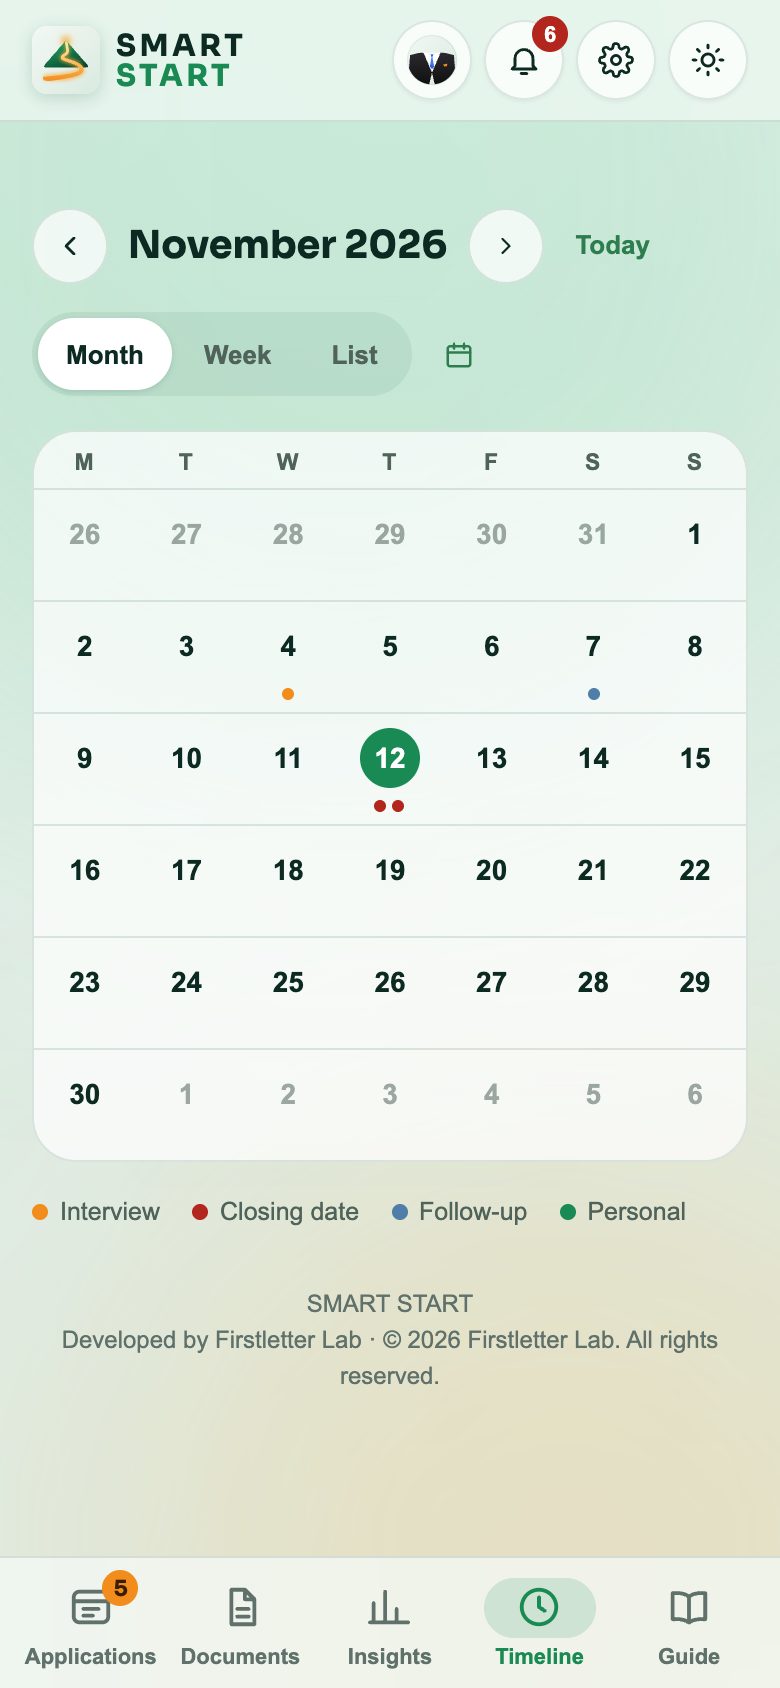 SMART
START
6
November 2026
Today
Month Week List
M T W T F S S
26 27 28 29 30 31 1
2 3 4 5 6 7 8
9 10 11 12 13 14 15
16 17 18 19 20 21 22
23 24 25 26 27 28 29
30 1 2 3 4 5 6
Interview Closing date Follow-up Personal
SMART START
Developed by Firstletter Lab · © 2026 Firstletter Lab. All rights
reserved.
5
Applications Documents Insights Timeline Guide